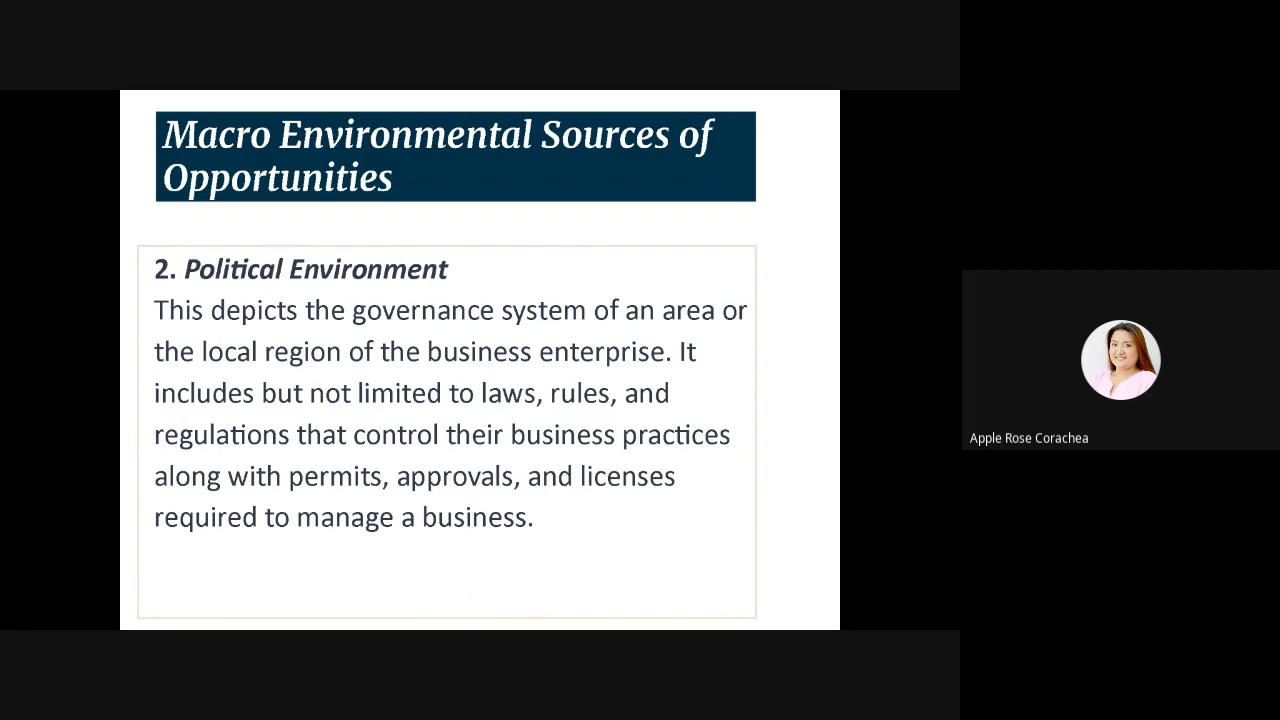 Macro Environmental Sources of
Opportunities
2. Political Environment
This depicts the governance system of an area or
the local region of the business enterprise. It
includes but not limited to laws, rules, and
regulations that control their business practices
along with permits, approvals, and licenses
required to manage a business.
Apple Rose Corachea